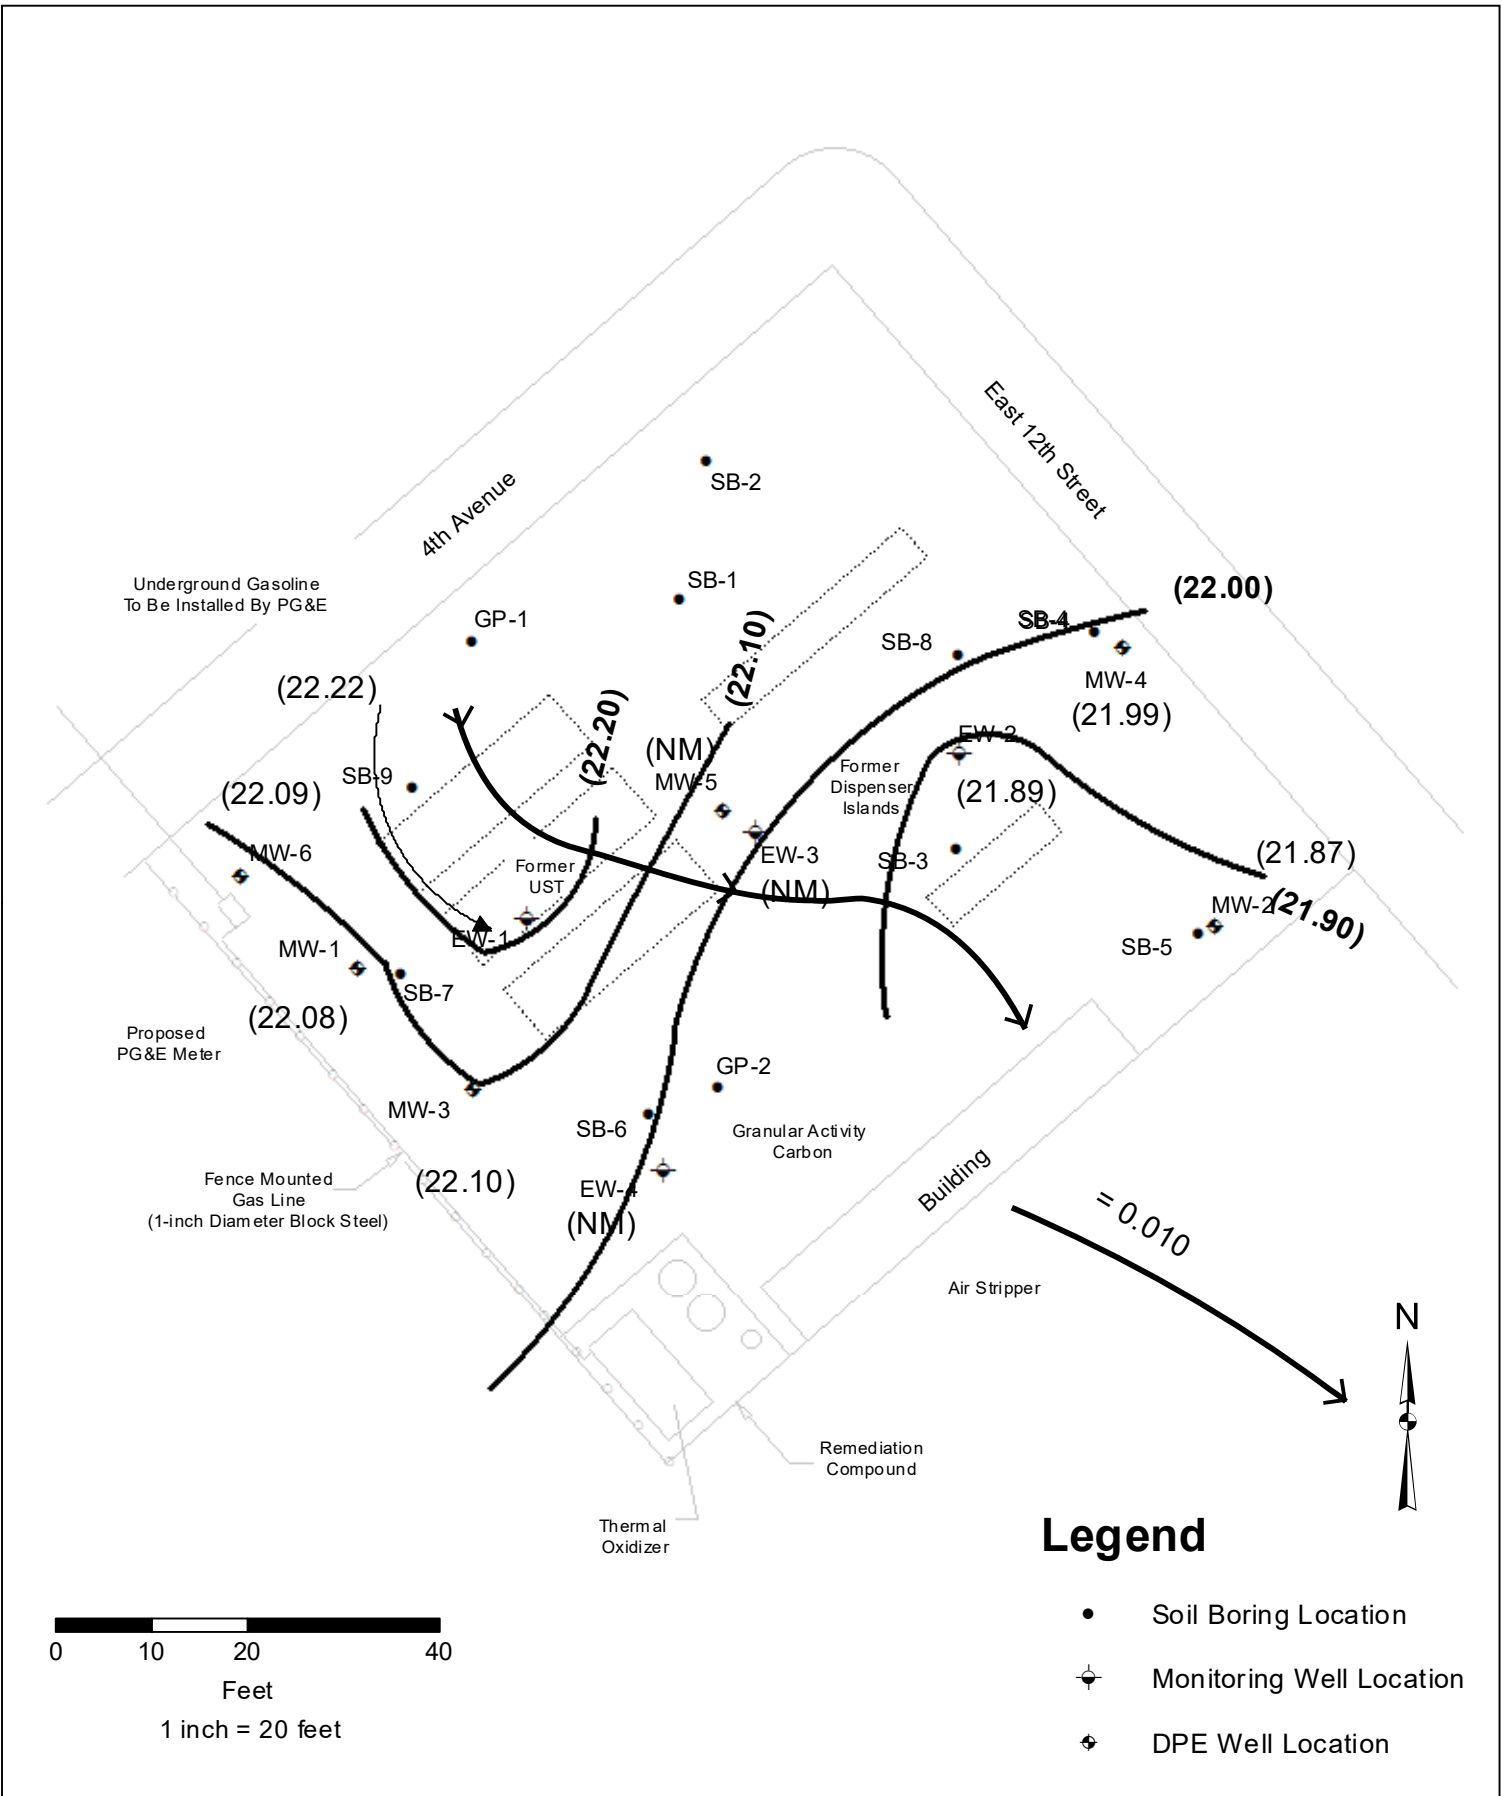 East 12th Street
4th Avenue
SB-2
Underground Gasoline
To Be Installed By PG&E
SB-1
GP-1
(22.00)
SB-4
SB-8
(22.10)
MW-4
(21.99)
(22.22)
(22.20)
(NM)
MW-5
EW-2
Former
Dispenser
Islands
(21.89)
SB-9
(22.09)
MW-6
EW-3
(NM)
SB-3
(21.87)
MW-2
(21.90)
SB-5
Former
UST
EW-1
MW-1
SB-7
(22.08)
Proposed
PG&E Meter
MW-3
GP-2
SB-6
Granular Activity
Carbon
Fence Mounted
Gas Line
(1-inch Diameter Block Steel)
(22.10)
EW-4
(NM)
Building
= 0.010
Air Stripper
N
Remediation
Compound
Thermal
Oxidizer
Legend
Soil Boring Location
Monitoring Well Location
DPE Well Location
0 10 20 40
Feet
1 inch = 20 feet